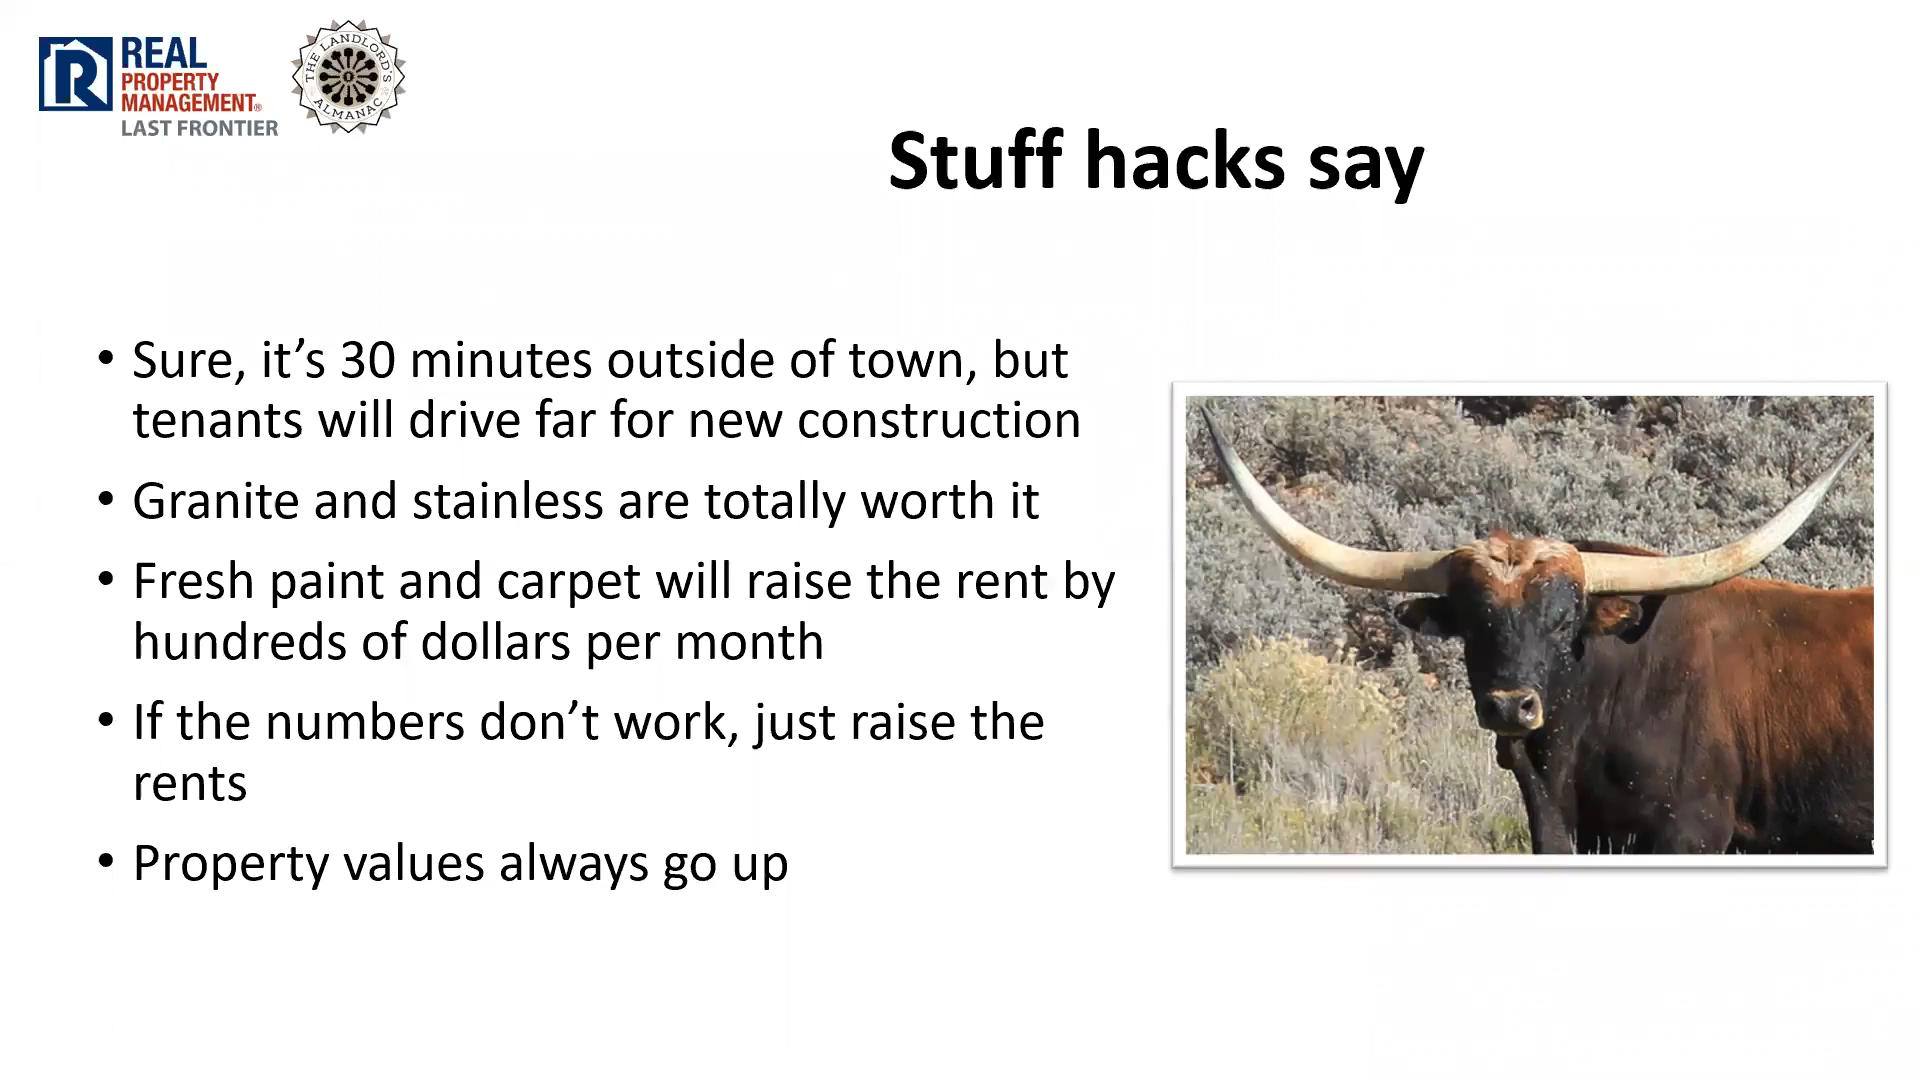 REAL
PROPERTY
MANAGEMENT®
LAST FRONTIER
THE LANDLORD'S
ALMANAC
Stuff hacks say
• Sure, it’s 30 minutes outside of town, but
tenants will drive far for new construction
• Granite and stainless are totally worth it
• Fresh paint and carpet will raise the rent by
hundreds of dollars per month
• If the numbers don’t work, just raise the
rents
• Property values always go up